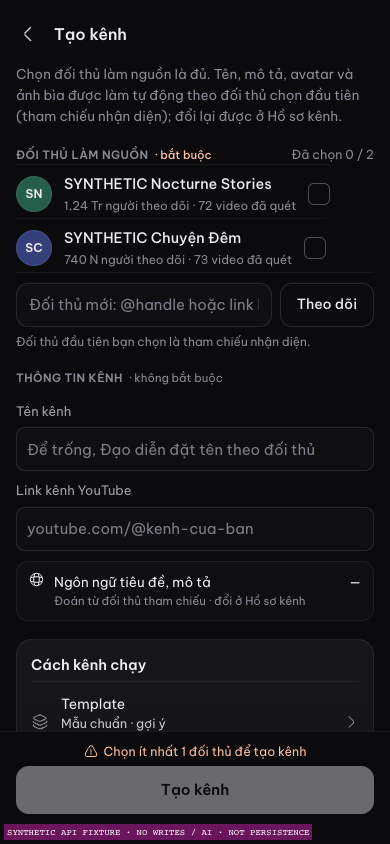 Tạo kênh
Chọn đối thủ làm nguồn là đủ. Tên, mô tả, avatar và
ảnh bìa được làm tự động theo đối thủ chọn đầu tiên
(tham chiếu nhận diện); đổi lại được ở Hồ sơ kênh.
ĐỐI THỦ LÀM NGUỒN · bắt buộc Đã chọn 0 / 2
SN SYNTHETIC Nocturne Stories
1,24 Tr người theo dõi · 72 video đã quét
SC SYNTHETIC Chuyện Đêm
740 N người theo dõi · 73 video đã quét
Đối thủ mới: @handle hoặc link Theo dõi
Đối thủ đầu tiên bạn chọn là tham chiếu nhận diện.
THÔNG TIN KÊNH · không bắt buộc
Tên kênh
Để trống, Đạo diễn đặt tên theo đối thủ
Link kênh YouTube
youtube.com/@kenh-cua-ban
Ngôn ngữ tiêu đề, mô tả –
Đoán từ đối thủ tham chiếu · đổi ở Hồ sơ kênh
Cách kênh chạy
Template
Mẫu chuẩn · gợi ý
Chọn ít nhất 1 đối thủ để tạo kênh
Tạo kênh
SYNTHETIC API FIXTURE · NO WRITES / AI · NOT PERSISTENCE